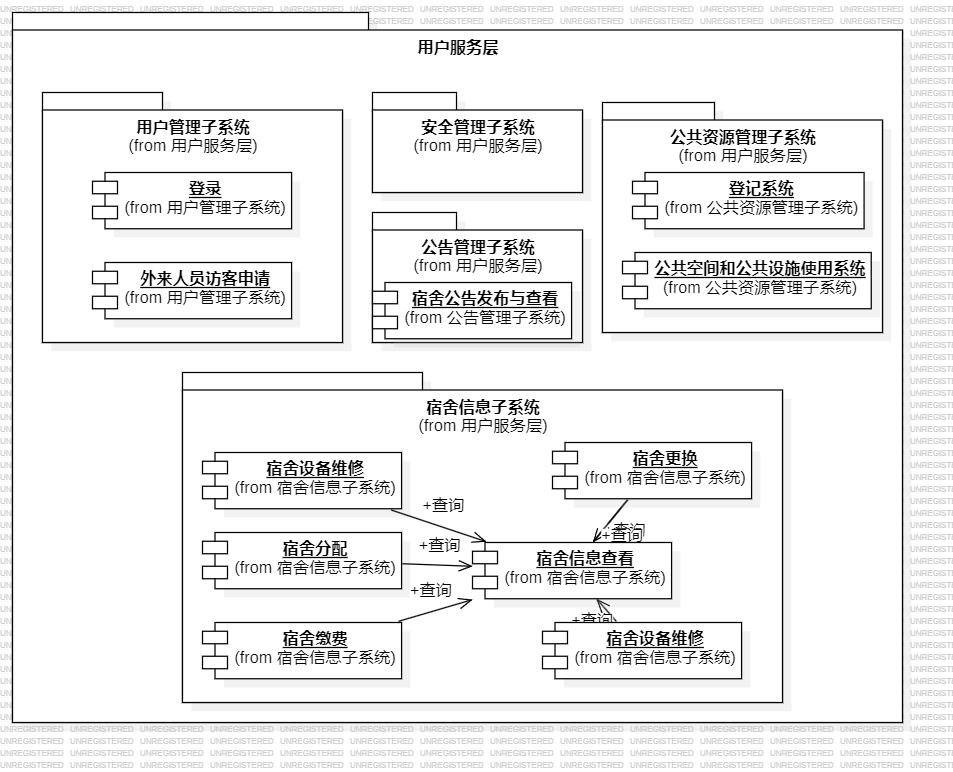 用户服务层
用户管理子系统
(from 用户服务层)
登录
(from 用户管理子系统)
外来人员访客申请
(from 用户管理子系统)
安全管理子系统
(from 用户服务层)
公告管理子系统
(from 用户服务层)
宿舍公告发布与查看
(from 公告管理子系统)
公共资源管理子系统
(from 用户服务层)
登记系统
(from 公共资源管理子系统)
公共空间和公共设施使用系统
(from 公共资源管理子系统)
宿舍信息子系统
(from 用户服务层)
宿舍设备维修
(from 宿舍信息子系统)
宿舍更换
(from 宿舍信息子系统)
+查询
+查询
+查询
宿舍分配
(from 宿舍信息子系统)
+查询
宿舍信息查看
(from 宿舍信息子系统)
+查询
+查询
宿舍缴费
(from 宿舍信息子系统)
宿舍设备维修
(from 宿舍信息子系统)
UNREGISTERED